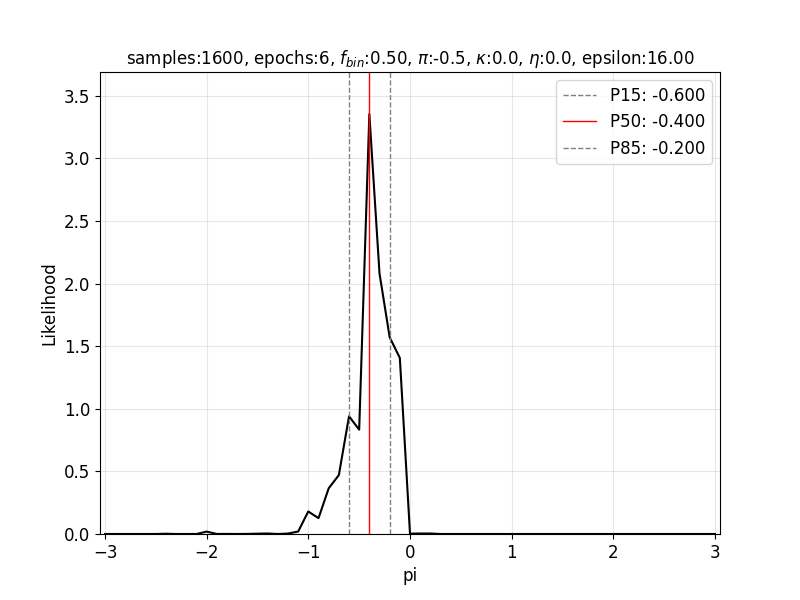 samples:1600, epochs:6, f_bin:0.50, π:-0.5, κ:0.0, η:0.0, epsilon:16.00
P15: -0.600
P50: -0.400
P85: -0.200
3.5
3.0
2.5
2.0
1.5
1.0
0.5
0.0
Likelihood
−3
−2
−1
0
1
2
3
pi